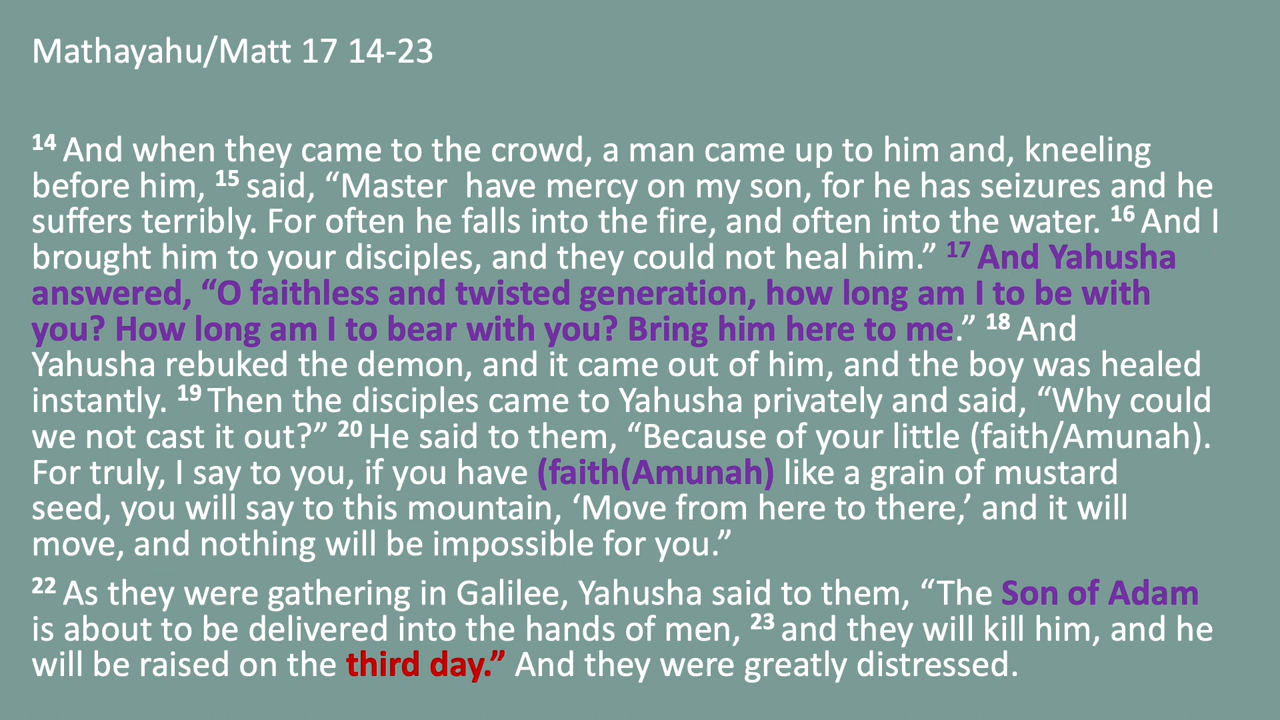 Mathayahu/Matt 17 14-23
14 And when they came to the crowd, a man came up to him and, kneeling
before him, 15 said, “Master  have mercy on my son, for he has seizures and he
suffers terribly. For often he falls into the fire, and often into the water. 16 And I
brought him to your disciples, and they could not heal him.” 17 And Yahusha
answered, “O faithless and twisted generation, how long am I to be with
you? How long am I to bear with you? Bring him here to me.” 18 And
Yahusha rebuked the demon, and it came out of him, and the boy was healed
instantly. 19 Then the disciples came to Yahusha privately and said, “Why could
we not cast it out?” 20 He said to them, “Because of your little (faith/Amunah).
For truly, I say to you, if you have (faith(Amunah) like a grain of mustard
seed, you will say to this mountain, ‘Move from here to there,’ and it will
move, and nothing will be impossible for you.”
22 As they were gathering in Galilee, Yahusha said to them, “The Son of Adam
is about to be delivered into the hands of men, 23 and they will kill him, and he
will be raised on the third day.” And they were greatly distressed.